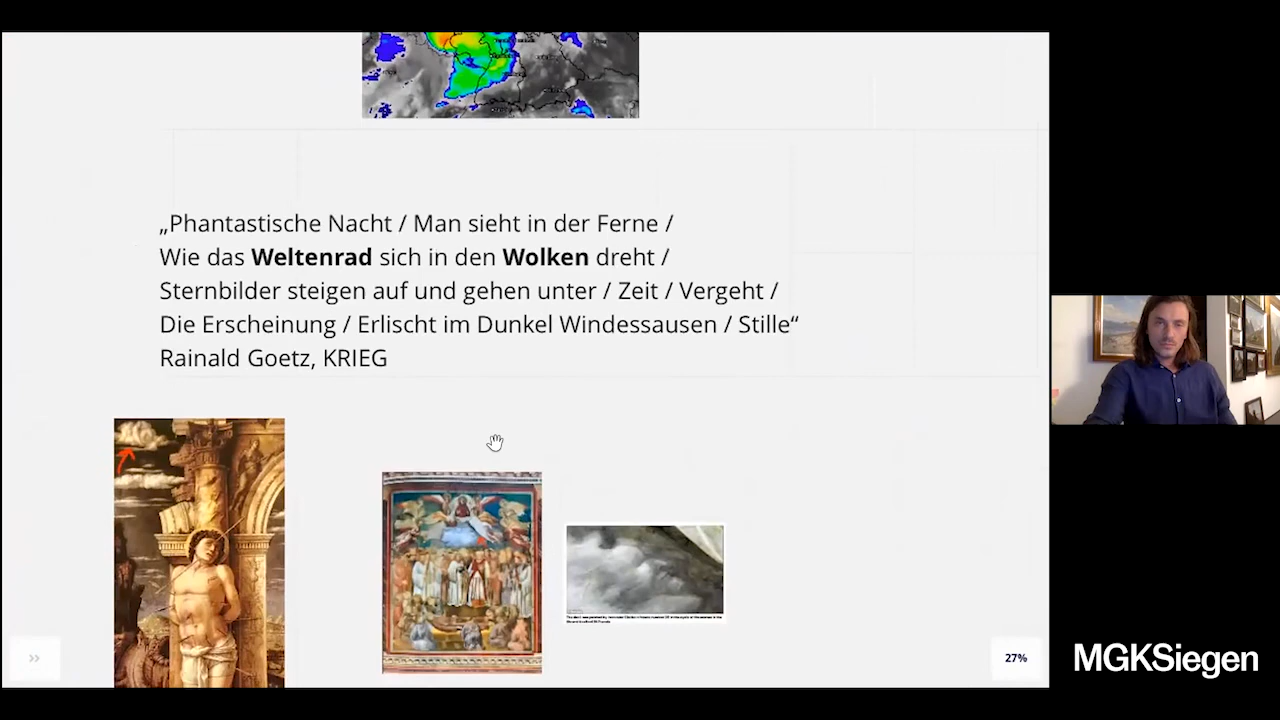 „Phantastische Nacht / Man sieht in der Ferne /
Wie das Weltenrad sich in den Wolken dreht /
Sternbilder steigen auf und gehen unter / Zeit / Vergeht /
Die Erscheinung / Erlischt im Dunkel Windessausen / Stille“
Rainald Goetz, KRIEG
27%
MGKSiegen